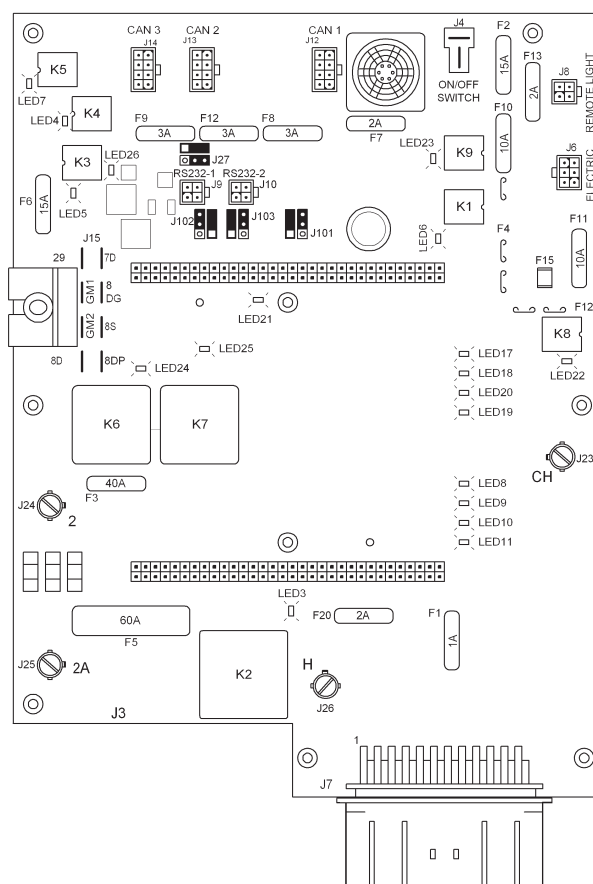 CAN 3
J14
CAN 2
J13
CAN 1
J12
J4
ON/OFF
SWITCH
F2
15A
F13
2A
J8
REMOTE LIGHT
K5
LED7
K4
LED4
F9
3A
F12
3A
F8
3A
2A
F7
LED23
K9
F10
10A
J6
ELECTRIC
K3
LED26
LED5
F6
15A
J27
RS232-1
J9
RS232-2
J10
J102
J103
J101
K1
LED6
F4
F11
10A
F15
F12
J15
29
7D
GM1
8
DG
GM2
8S
8D
8DP
LED21
LED25
LED24
K8
LED22
LED17
LED18
LED20
LED19
K6
K7
40A
F3
J23
CH
J24
2
LED8
LED9
LED10
LED11
LED3
60A
F5
F20
2A
F1
1A
J25
2A
K2
H
J26
J3
1
J7